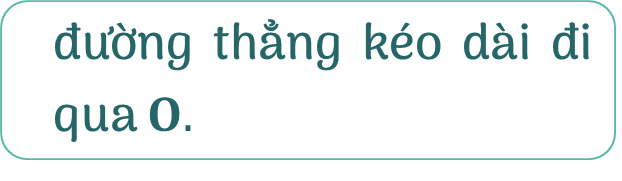 đường thẳng kéo dài đi
qua O.